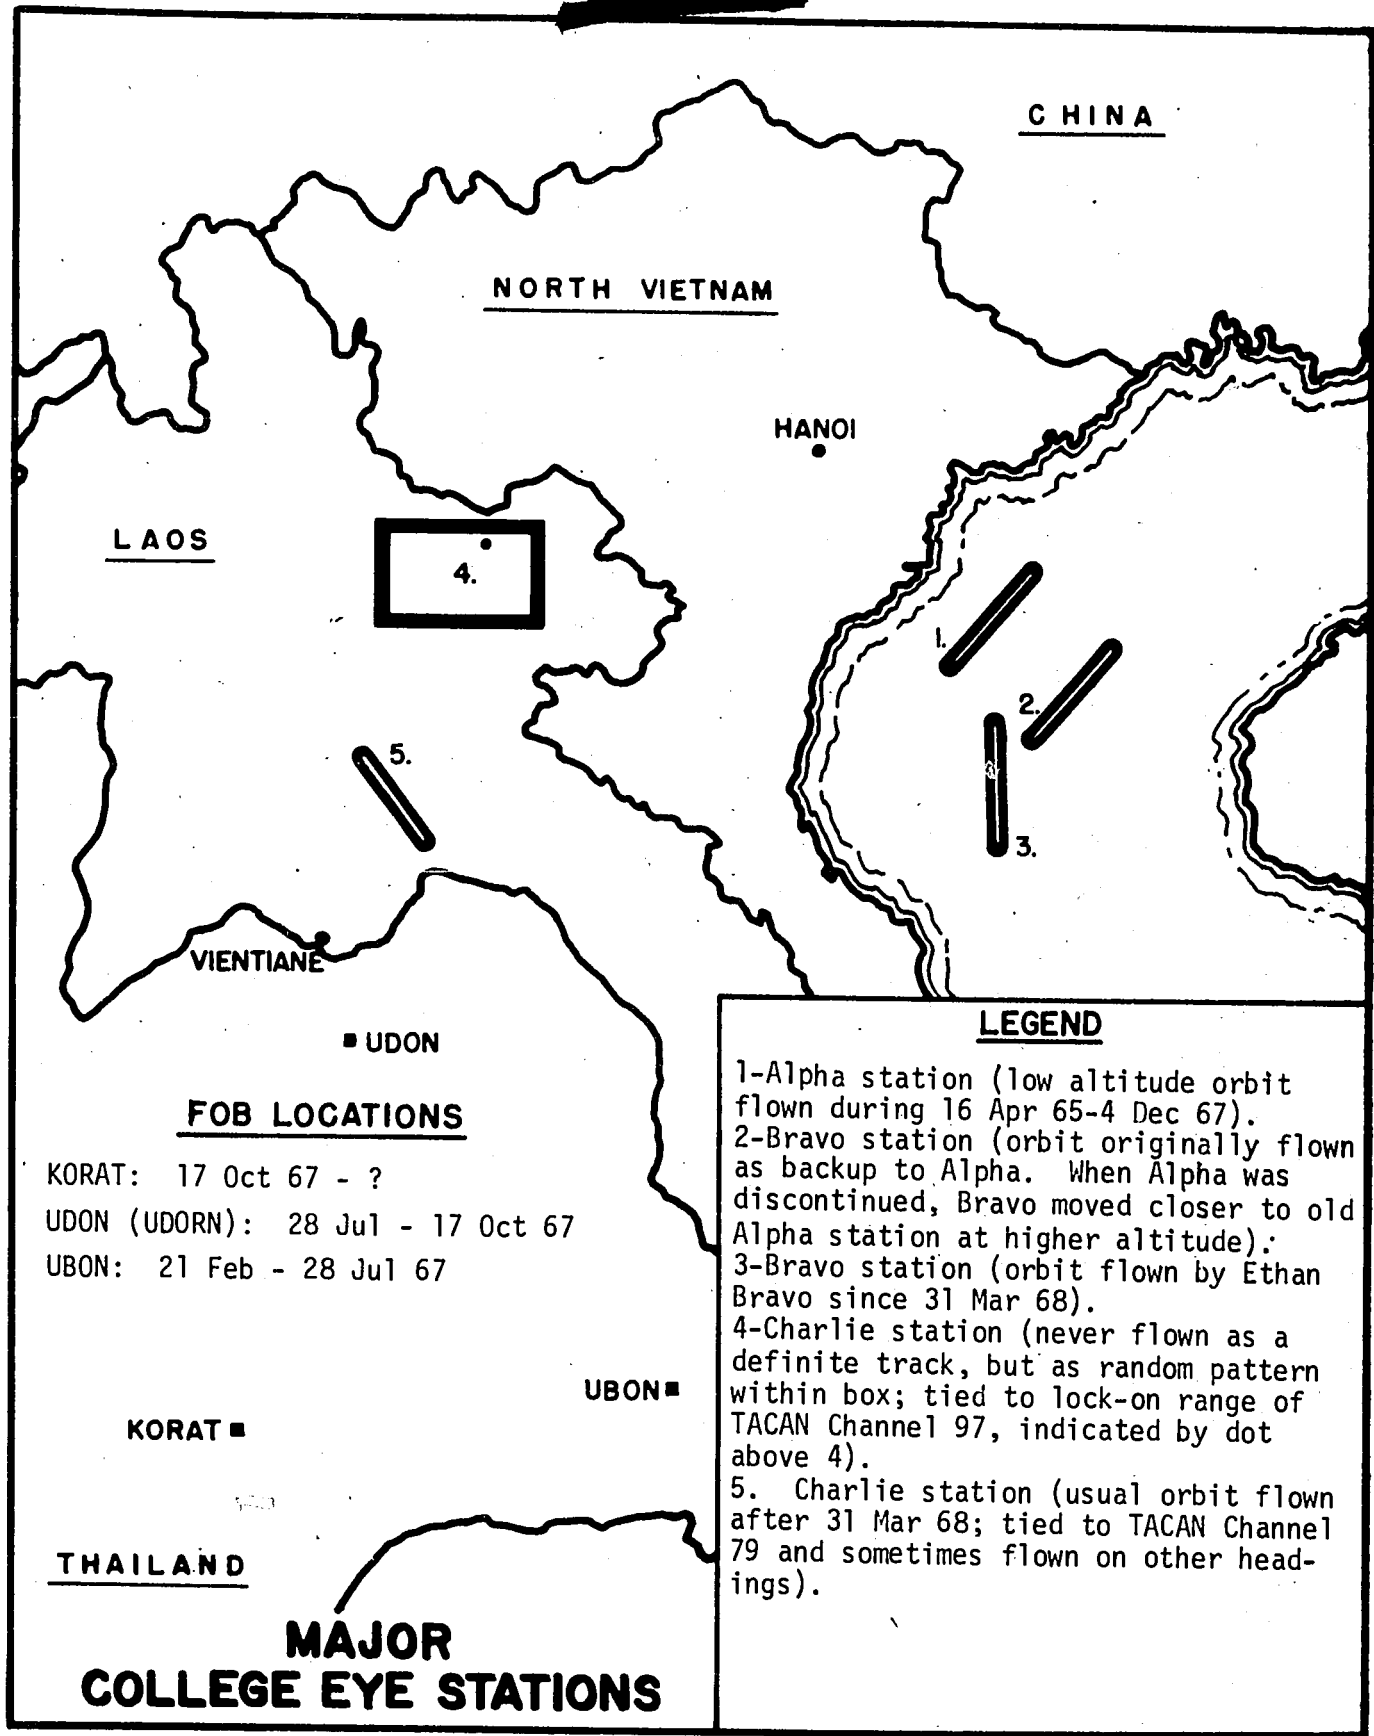 CHINA
NORTH VIETNAM
HANOI
LAOS
4.
1.
2.
5.
3.
VIENTIANE
UDON
FOB LOCATIONS
KORAT: 17 Oct 67 - ?
UDON (UDORN): 28 Jul - 17 Oct 67
UBON: 21 Feb - 28 Jul 67
UBON
KORAT
THAILAND
MAJOR
COLLEGE EYE STATIONS
LEGEND
1-Alpha station (low altitude orbit
flown during 16 Apr 65-4 Dec 67).
2-Bravo station (orbit originally flown
as backup to Alpha. When Alpha was
discontinued, Bravo moved closer to old
Alpha station at higher altitude).
3-Bravo station (orbit flown by Ethan
Bravo since 31 Mar 68).
4-Charlie station (never flown as a
definite track, but as random pattern
within box; tied to lock-on range of
TACAN Channel 97, indicated by dot
above 4).
5. Charlie station (usual orbit flown
after 31 Mar 68; tied to TACAN Channel
79 and sometimes flown on other head-
ings).